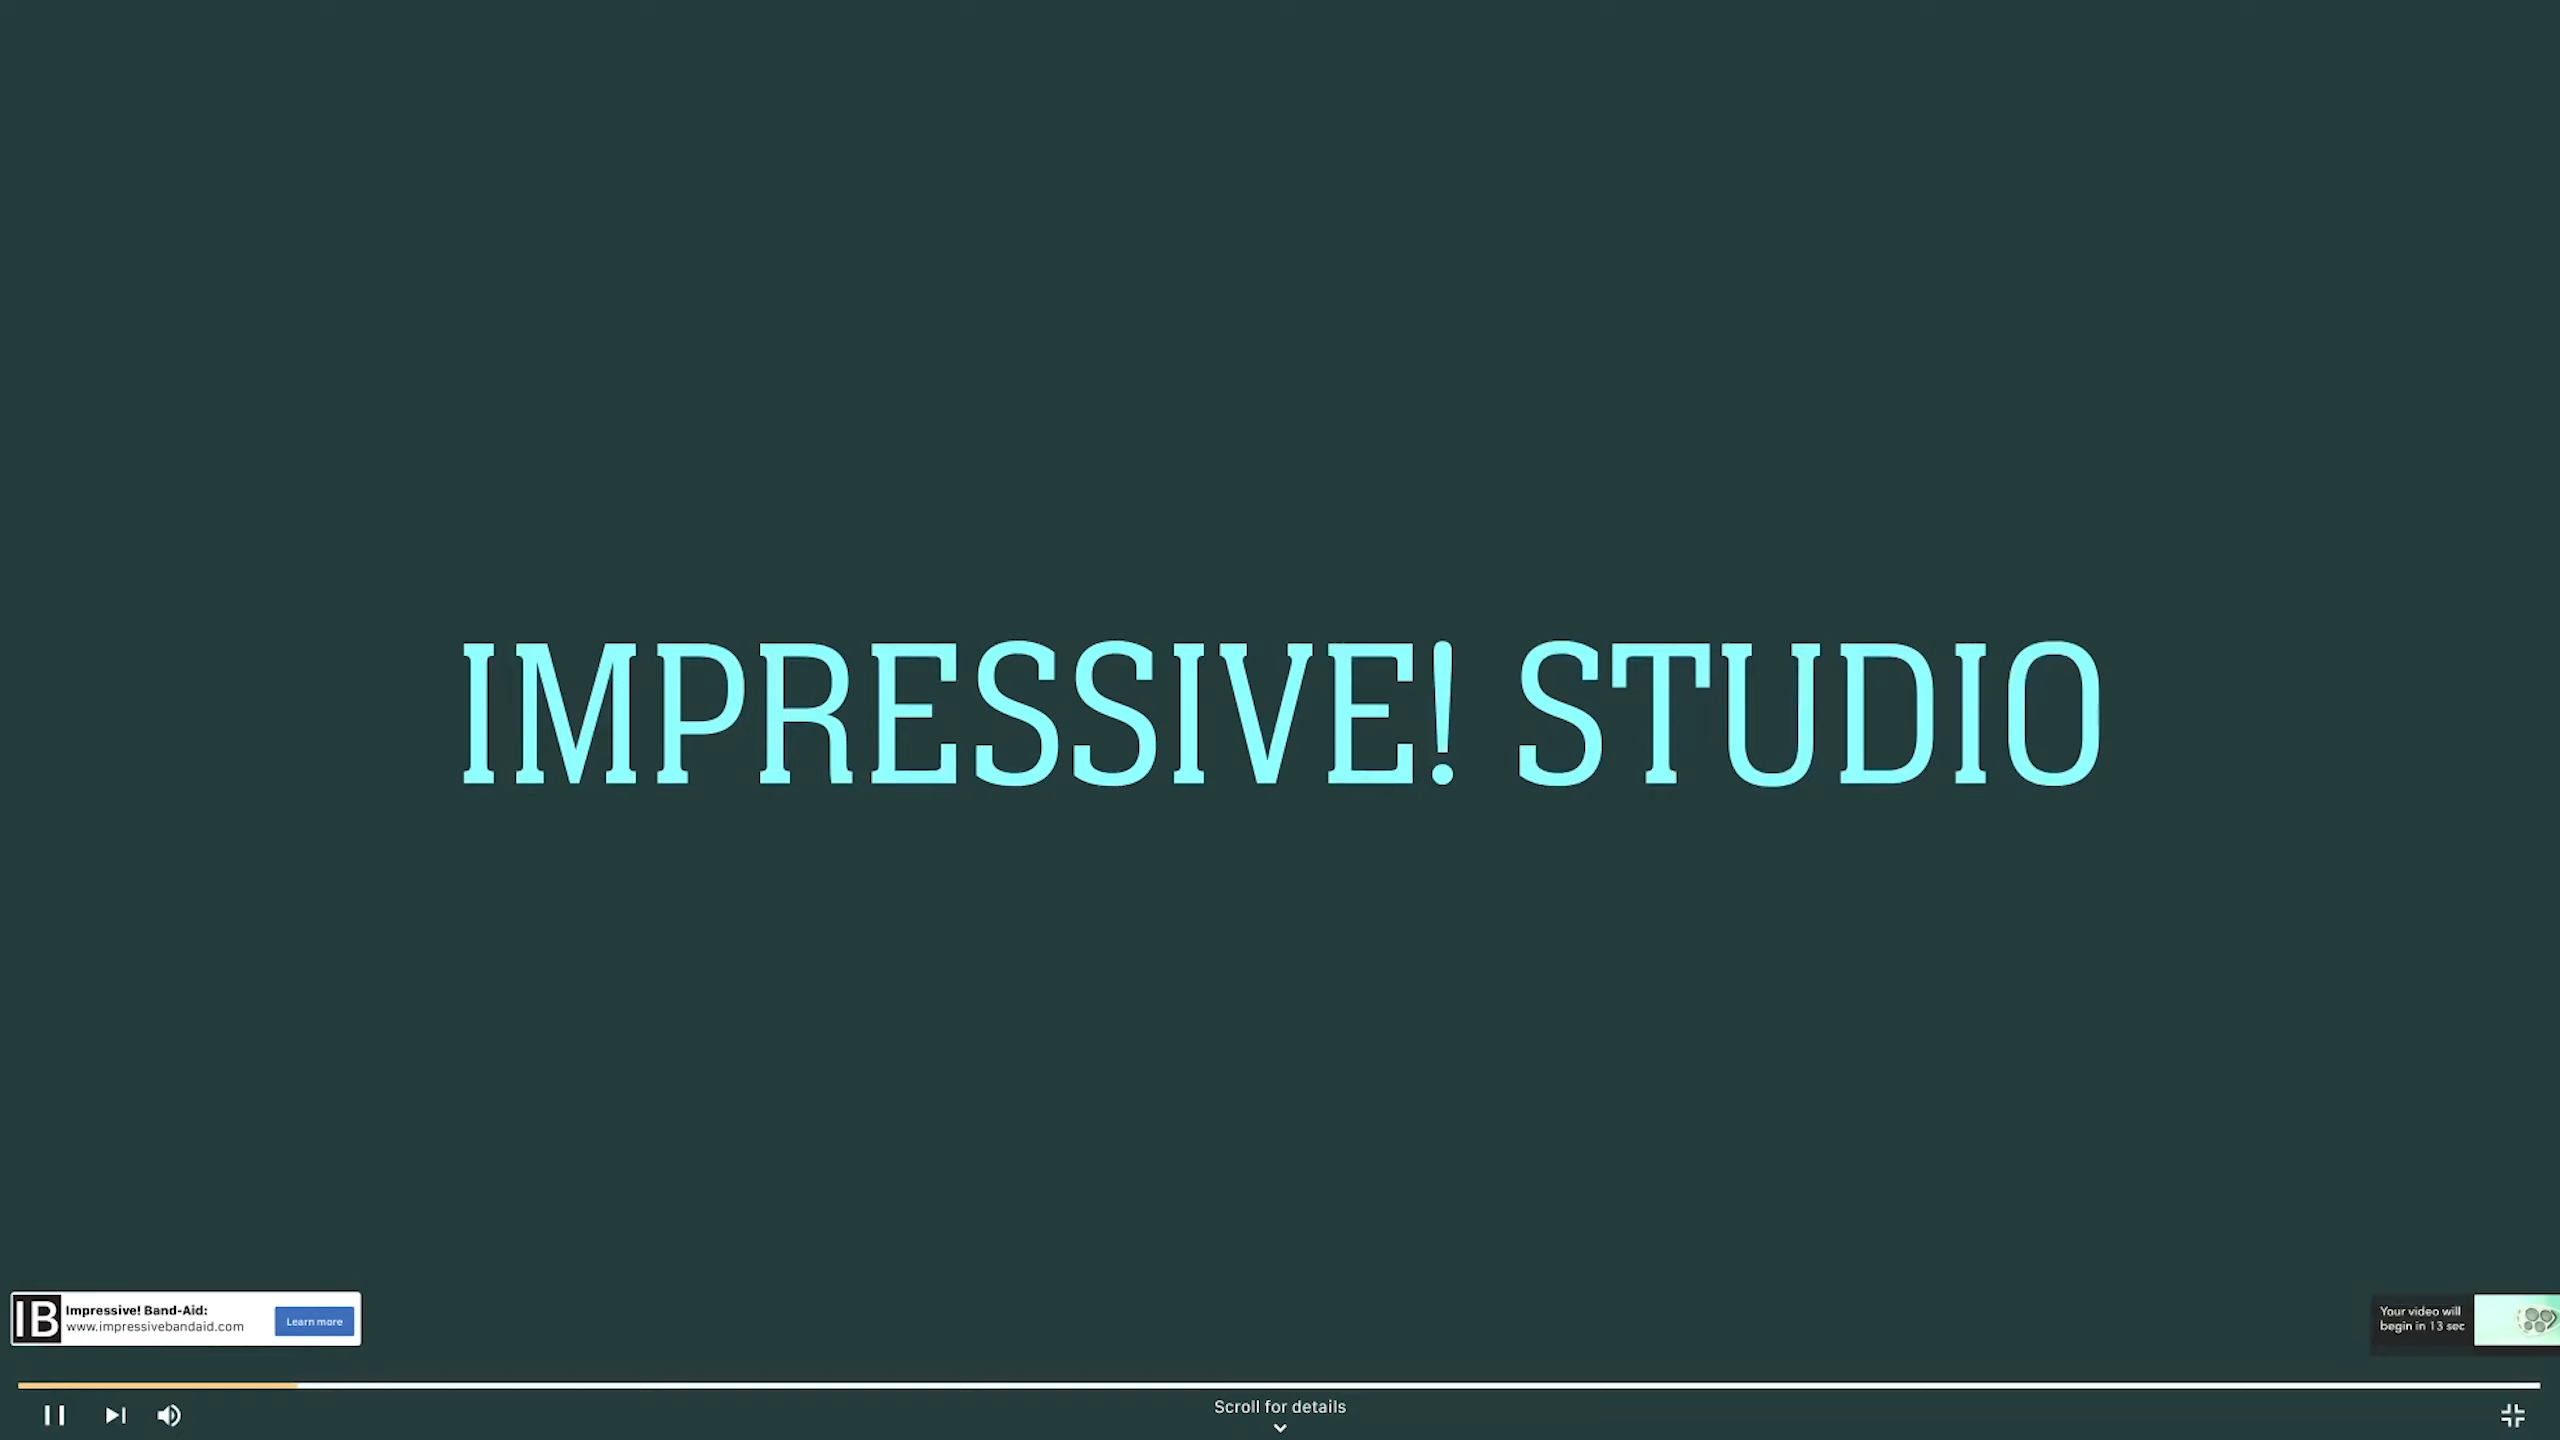 IMPRESSIVE! STUDIO
IB
Impressive! Band-Aid:
www.impressivebandaid.com
Learn more
Your video will
begin in 13 sec
Scroll for details